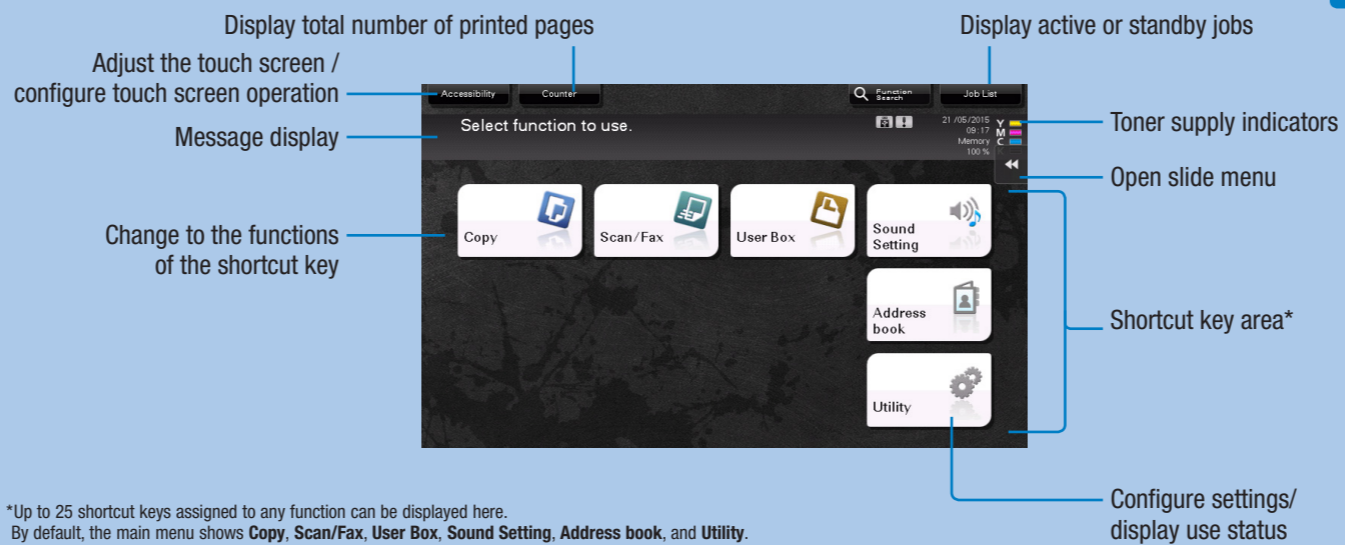 Display total number of printed pages
Display active or standby jobs
Adjust the touch screen /
configure touch screen operation
Accessibility
Counter
Function
Search
Job List
Message display
Select function to use.
21 /05/2015
09:17
Memory
100 %
Y
M
C
Toner supply indicators
Open slide menu
Change to the functions
of the shortcut key
Copy
Scan/Fax
User Box
Sound
Setting
Address
book
Shortcut key area*
Utility
Configure settings/
display use status
*Up to 25 shortcut keys assigned to any function can be displayed here.
By default, the main menu shows Copy, Scan/Fax, User Box, Sound Setting, Address book, and Utility.